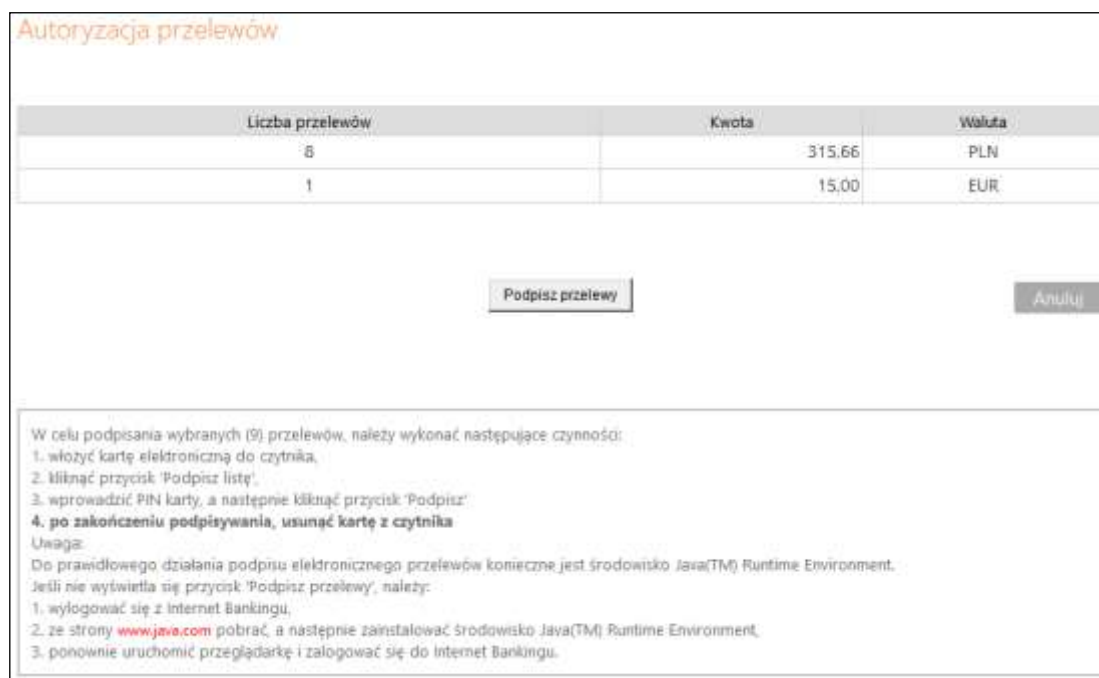 Autoryzacja przelewów
Liczba przelewów Kwota Waluta
8 315,66 PLN
1 15,00 EUR
Podpisz przelewy Anuluj
W celu podpisania wybranych (9) przelewów, należy wykonać następujące czynności:
1. włożyć kartę elektroniczną do czytnika,
2. kliknąć przycisk 'Podpisz listę',
3. wprowadzić PIN karty, a następnie kliknąć przycisk 'Podpisz'
4. po zakończeniu podpisywania, usunąć kartę z czytnika
Uwaga:
Do prawidłowego działania podpisu elektronicznego przelewów konieczne jest środowisko Java(TM) Runtime Environment.
Jeśli nie wyświetla się przycisk 'Podpisz przelewy', należy:
1. wylogować się z Internet Bankingu,
2. ze strony www.java.com pobrać, a następnie zainstalować środowisko Java(TM) Runtime Environment,
3. ponownie uruchomić przeglądarkę i zalogować się do Internet Bankingu.